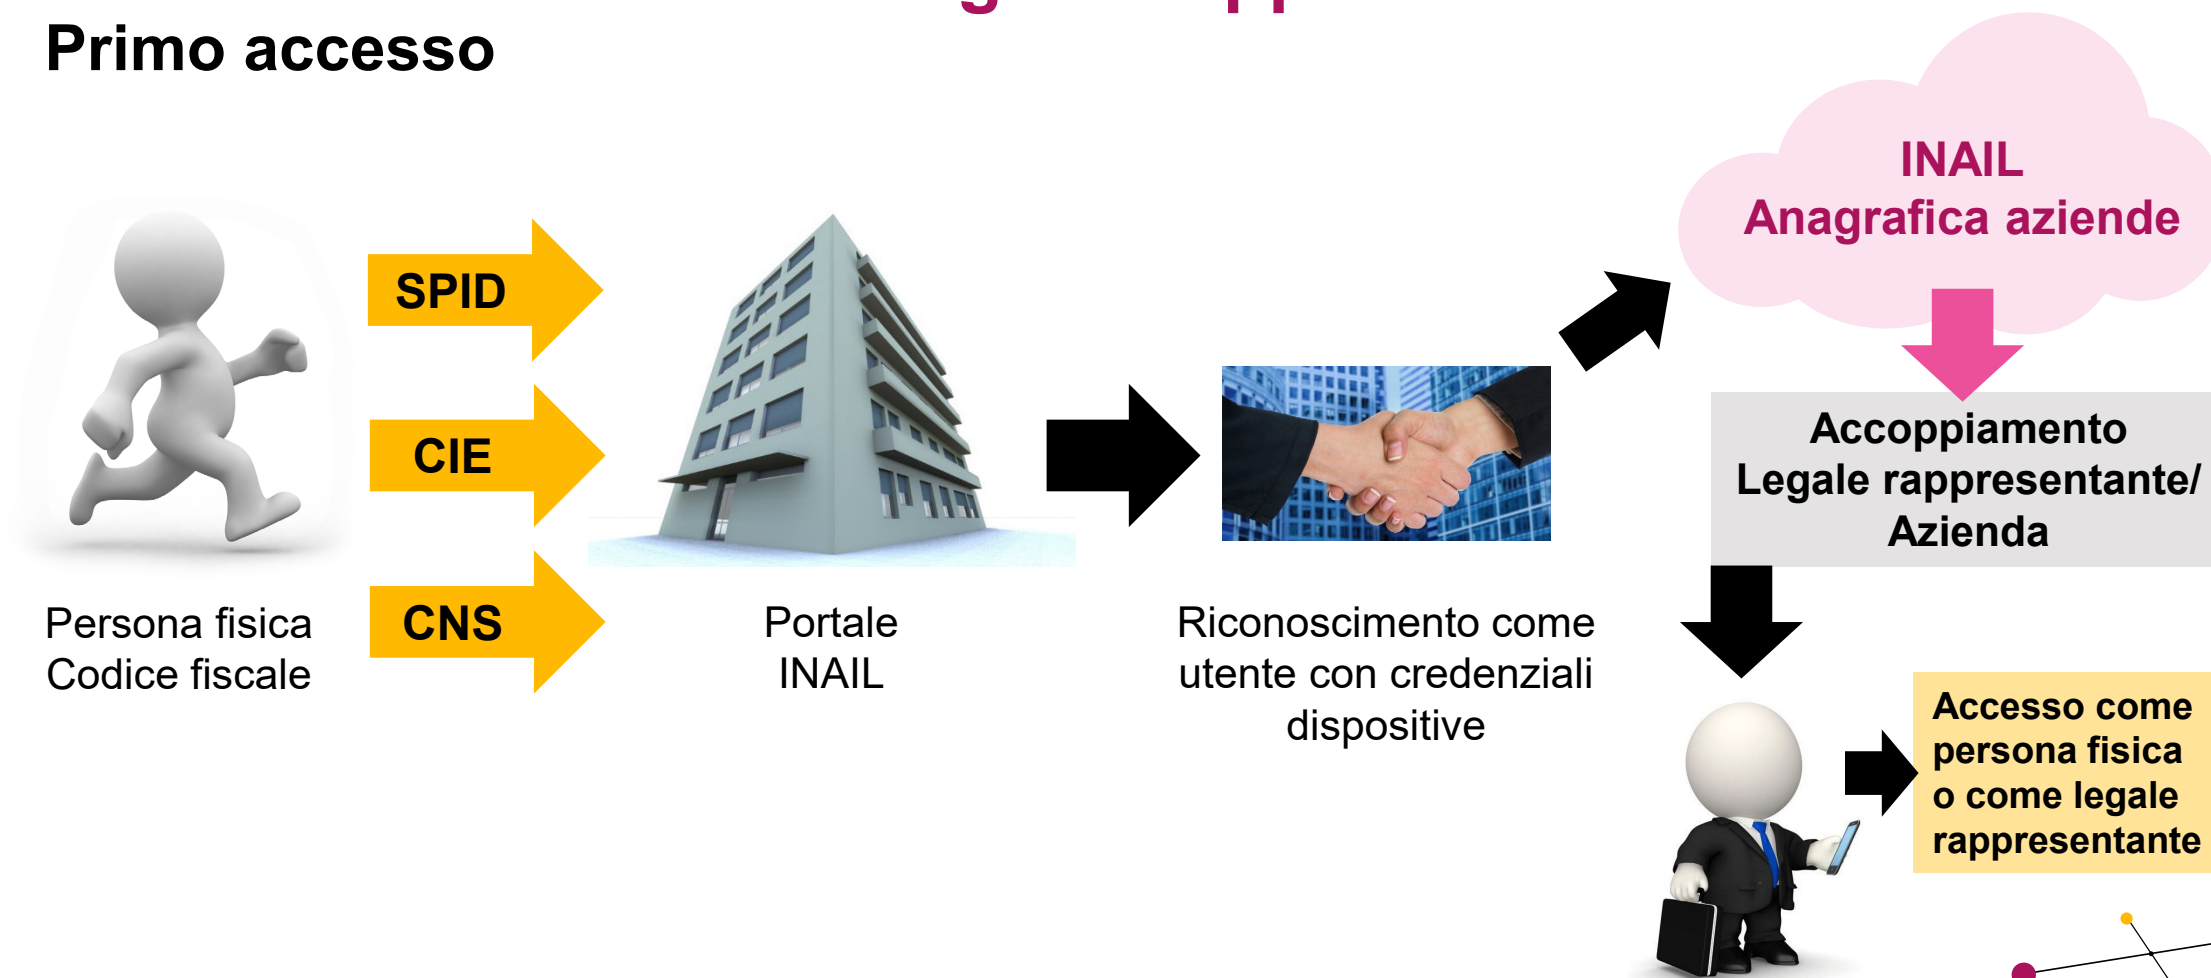 Primo accesso
INAIL
Anagrafica aziende
SPID
CIE
CNS
Accoppiamento
Legale rappresentante/
Azienda
Persona fisica
Codice fiscale
Portale
INAIL
Riconoscimento come
utente con credenziali
dispositive
Accesso come
persona fisica
o come legale
rappresentante